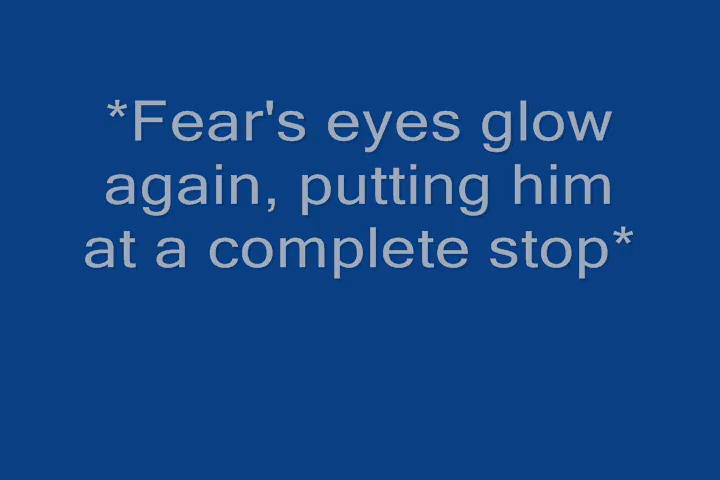 *Fear's eyes glow
again, putting him
at a complete stop*